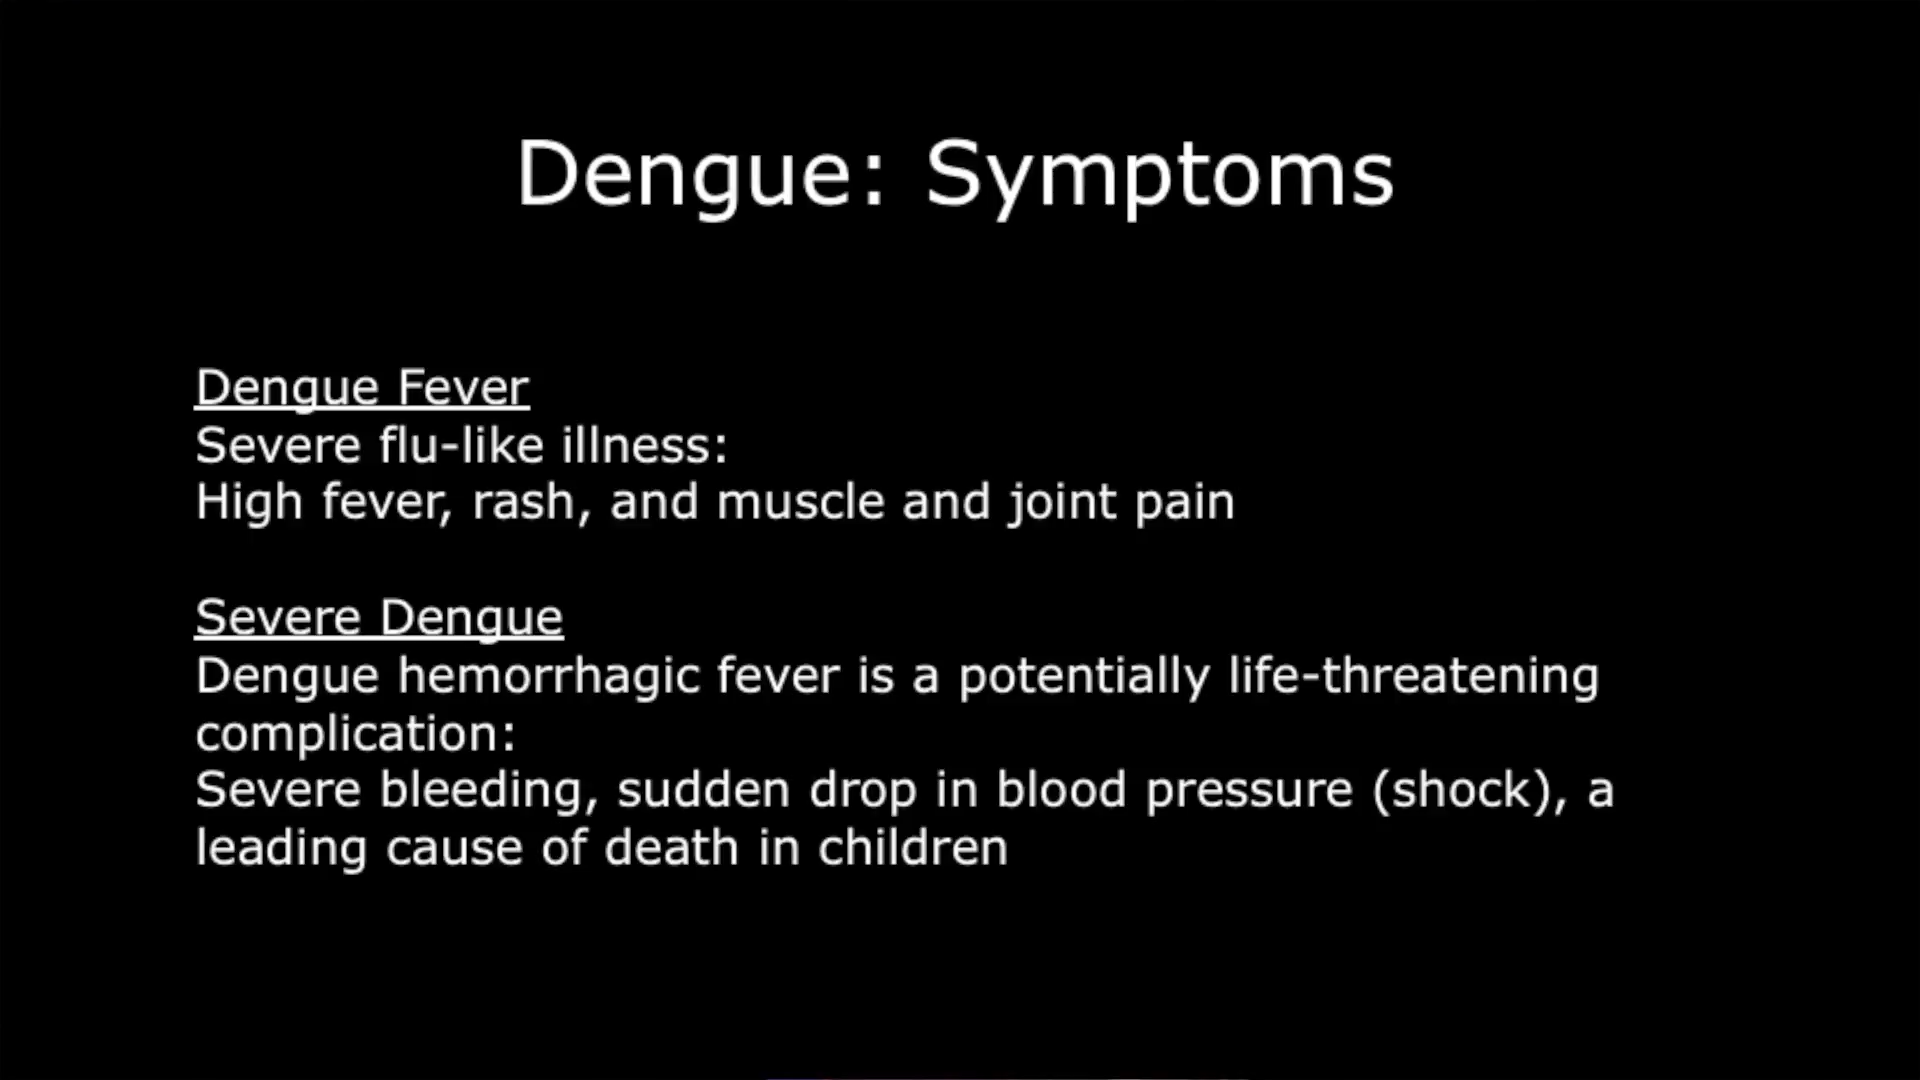 Dengue: Symptoms
Dengue Fever
Severe flu-like illness:
High fever, rash, and muscle and joint pain
Severe Dengue
Dengue hemorrhagic fever is a potentially life-threatening
complication:
Severe bleeding, sudden drop in blood pressure (shock), a
leading cause of death in children